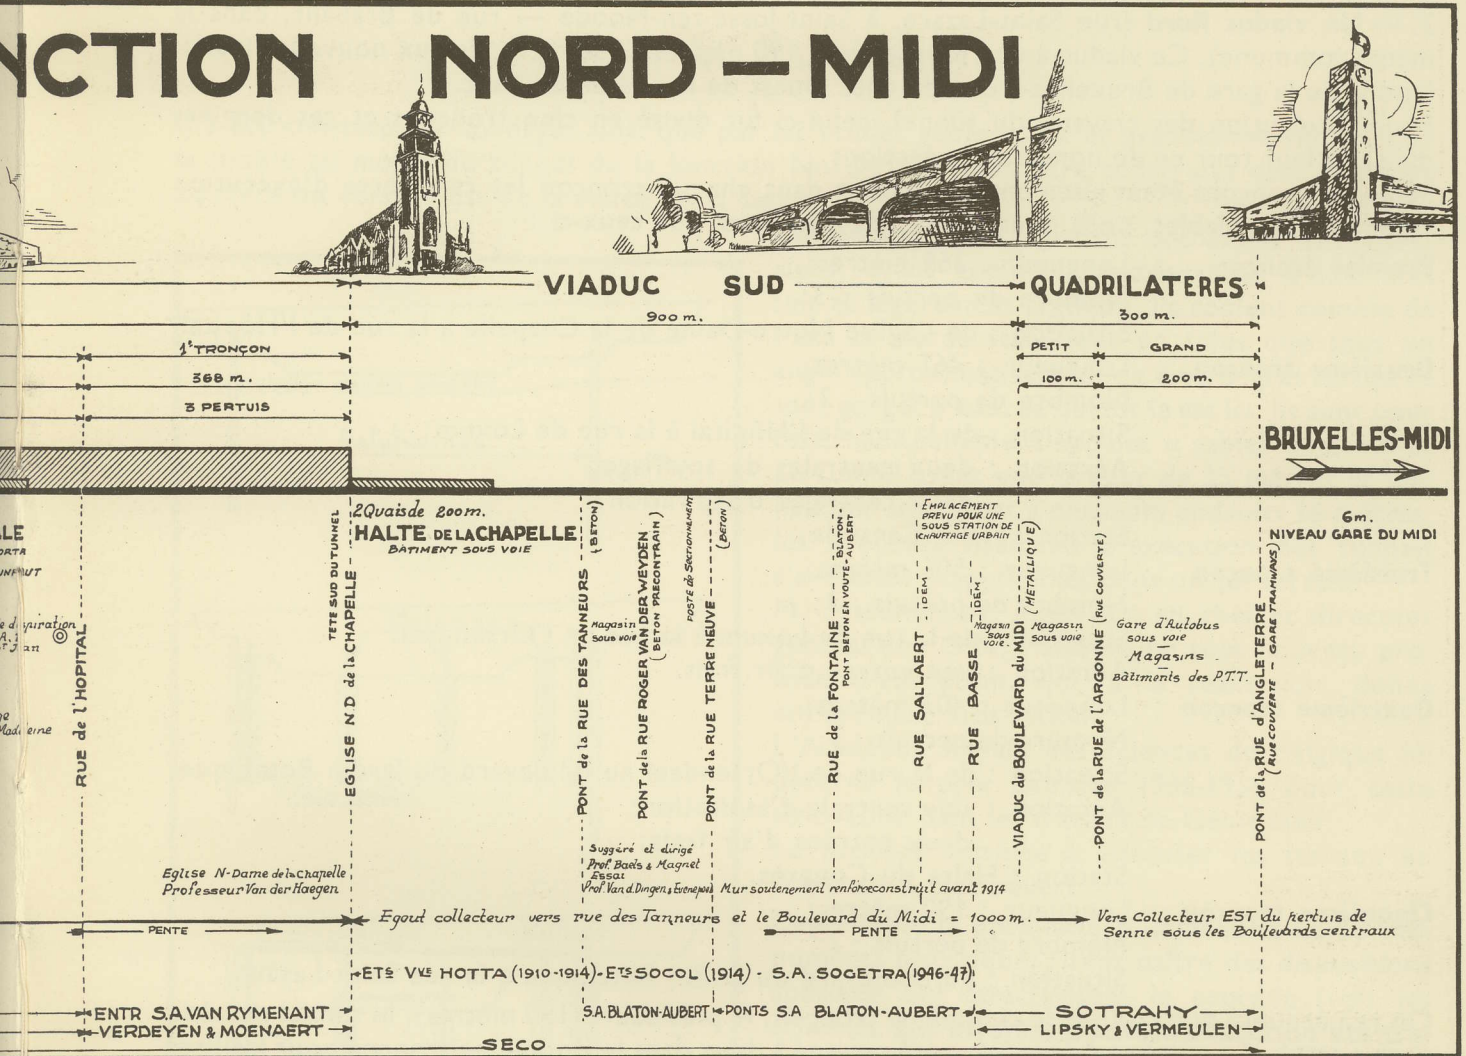 NCTION NORD — MIDI
VIADUC SUD
QUADRILATERES
900 m.
300 m.
1e TRONÇON
PETIT
GRAND
368 m.
100 m.
200 m.
3 PERTUIS
BRUXELLES-MIDI
LE
ORTA
2 Quais de 200 m.
HALTE DE LA CHAPELLE
BÂTIMENT SOUS VOIE
TETE SUD DU TUNNEL
EGLISE N.D de la CHAPELLE
RUE de l'HOPITAL
PONT de la RUE DES TANNEURS
(BETON)
Magasin
sous voie
PONT de la RUE ROGER VAN DER WEYDEN
(BETON PRECONTRAIN)
POSTE de Sectionnement
PONT de la RUE TERRE NEUVE
(BETON)
RUE de la FONTAINE
PONT BETON EN VOUTE - BLATON-AUBERT
EMPLACEMENT
PREVU POUR UNE
SOUS STATION DE
CHAUFFAGE URBAIN
RUE SALLAERT
IDEM
RUE BASSE
IDEM
Magasin
sous
voie.
VIADUC du BOULEVARD du MIDI
(METALLIQUE)
Magasin
sous voie
PONT de la RUE de l'ARGONNE
(RUE COUVERTE)
Gare d'Autobus
sous voie
Magasins
Bâtiments des P.T.T.
PONT de la RUE d'ANGLETERRE
(RUE COUVERTE - GARE TRAMWAYS)
6m.
NIVEAU GARE DU MIDI
Eglise N-Dame de la Chapelle
Professeur Van der Haegen
Suggéré et dirigé
Prof. Baels & Magnel
Essai
Prof. Van d. Dingen & Evenepoel
Mur soutenement renforcé construit avant 1914
Egout collecteur vers rue des Tanneurs et le Boulevard du Midi = 1000 m.
Vers Collecteur EST du pertuis de
Senne sous les Boulevards centraux
PENTE
PENTE
ETS VVE HOTTA (1910-1914) - ETS SOCOL (1914) - S.A. SOGETRA (1946-47)
ENTR S.A. VAN RYMENANT
S.A. BLATON-AUBERT
PONTS S.A BLATON-AUBERT
SOTRAHY
VERDEYEN & MOENAERT
LIPSKY & VERMEULEN
SECO